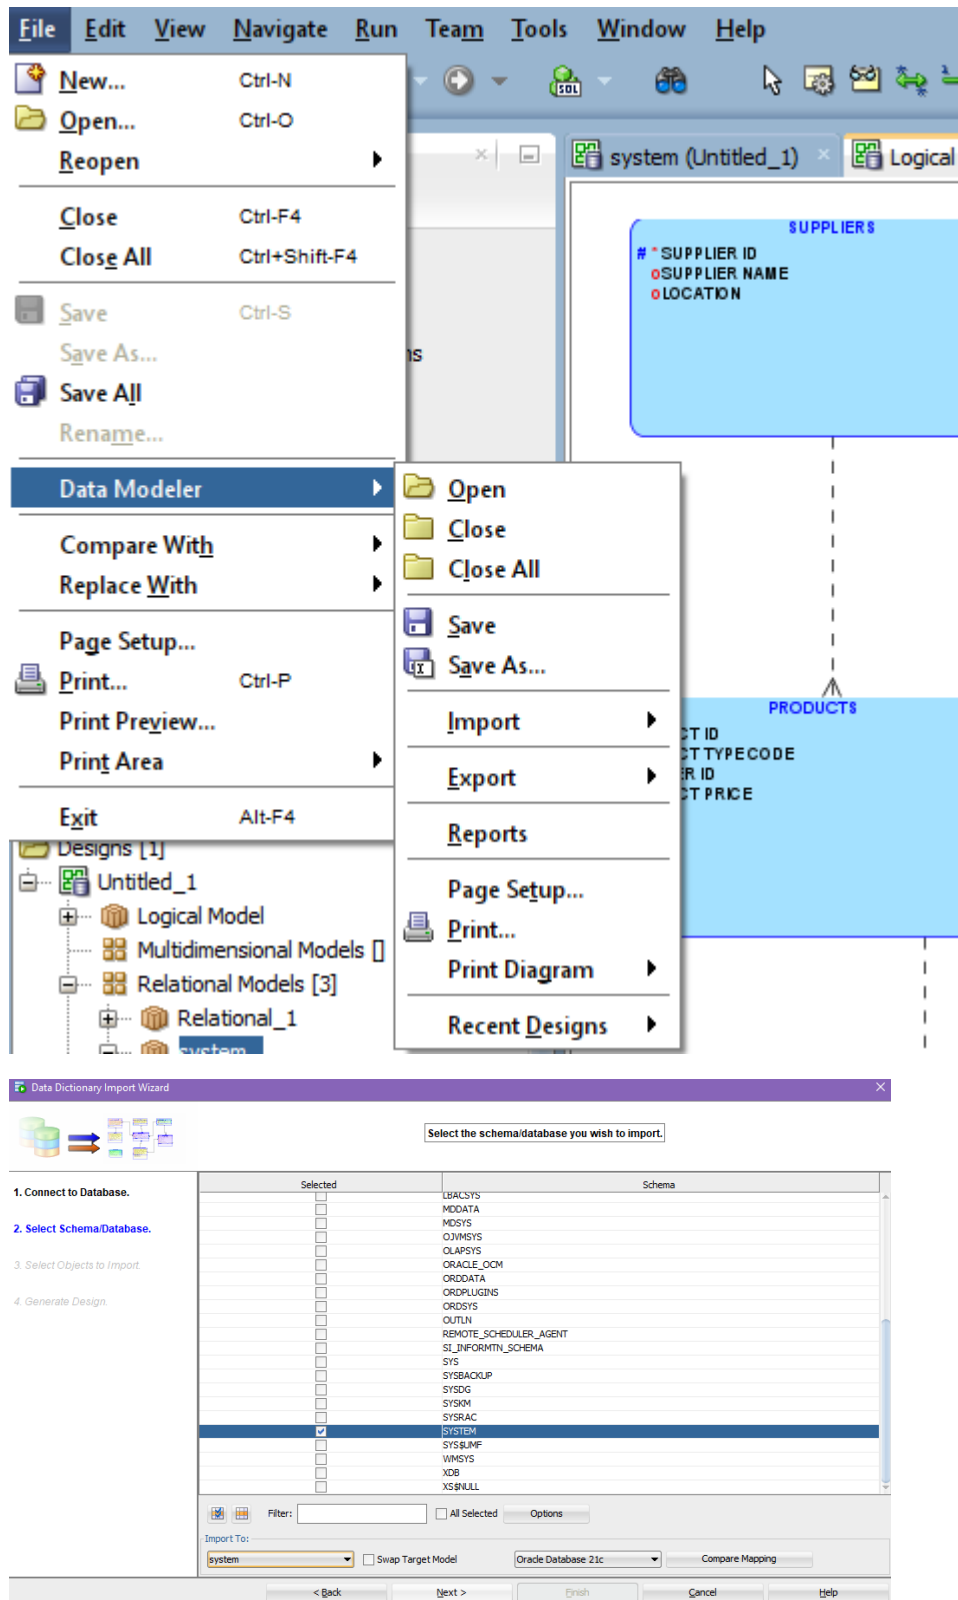 File Edit View Navigate Run Team Tools Window Help
New... Ctrl-N
Open... Ctrl-O
Reopen
Close Ctrl-F4
Close All Ctrl+Shift-F4
Save Ctrl-S
Save As...
Save All
Rename...
Data Modeler
Compare With
Replace With
Page Setup...
Print... Ctrl-P
Print Preview...
Print Area
Exit Alt-F4
SQL
system (Untitled_1) Logical
SUPPLIERS
# * SUPPLIER ID
o SUPPLIER NAME
o LOCATION
ns
Open
Close
Close All
Save
Save As...
Import
Export
Reports
Page Setup...
Print...
Print Diagram
Recent Designs
PRODUCTS
CT ID
CT TYPE CODE
ER ID
CT PRICE
Designs [1]
Untitled_1
Logical Model
Multidimensional Models []
Relational Models [3]
Relational_1
system
Data Dictionary Import Wizard
Select the schema/database you wish to import.
1. Connect to Database.
2. Select Schema/Database.
3. Select Objects to Import.
4. Generate Design.
Selected Schema
LBACSYS
MDDATA
MDSYS
OJVMSYS
OLAPSYS
ORACLE_OCM
ORDDATA
ORDPLUGINS
ORDSYS
OUTLN
REMOTE_SCHEDULER_AGENT
SI_INFORMTN_SCHEMA
SYS
SYSBACKUP
SYSDG
SYSKM
SYSRAC
SYSTEM
SYS$UMF
WMSYS
XDB
XS$NULL
Filter: All Selected Options
Import To:
system Swap Target Model Oracle Database 21c Compare Mapping
< Back Next > Finish Cancel Help